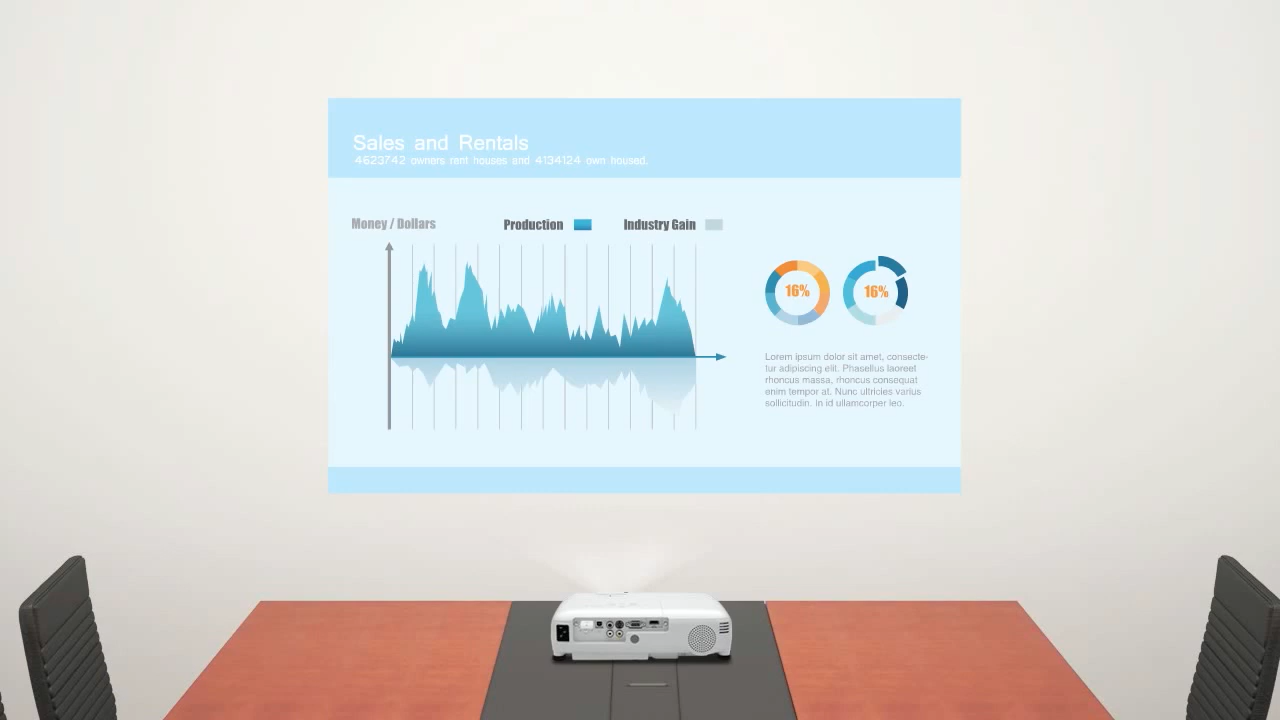 Sales and Rentals
4623742 owners rent houses and 4134124 own housed.
Money / Dollars
Production
Industry Gain
16%
16%
Lorem ipsum dolor sit amet, consecte-
tur adipiscing elit. Phasellus laoreet
rhoncus massa, rhoncus consequat
enim tempor at. Nunc ultricies varius
sollicitudin. In id ullamcorper leo.